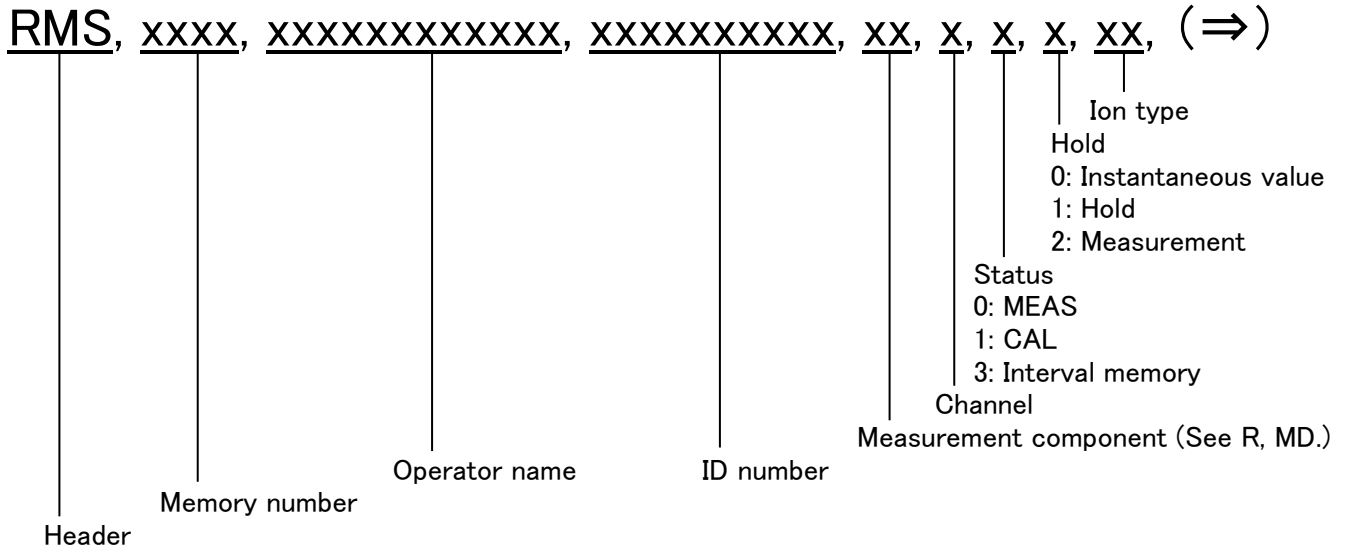 RMS, xxxx, xxxxxxxxxxxx, xxxxxxxxxx, xx, x, x, x, xx, (⇒)
Ion type
Hold
0: Instantaneous value
1: Hold
2: Measurement
Status
0: MEAS
1: CAL
3: Interval memory
Channel
Measurement component (See R, MD.)
Operator name
ID number
Memory number
Header